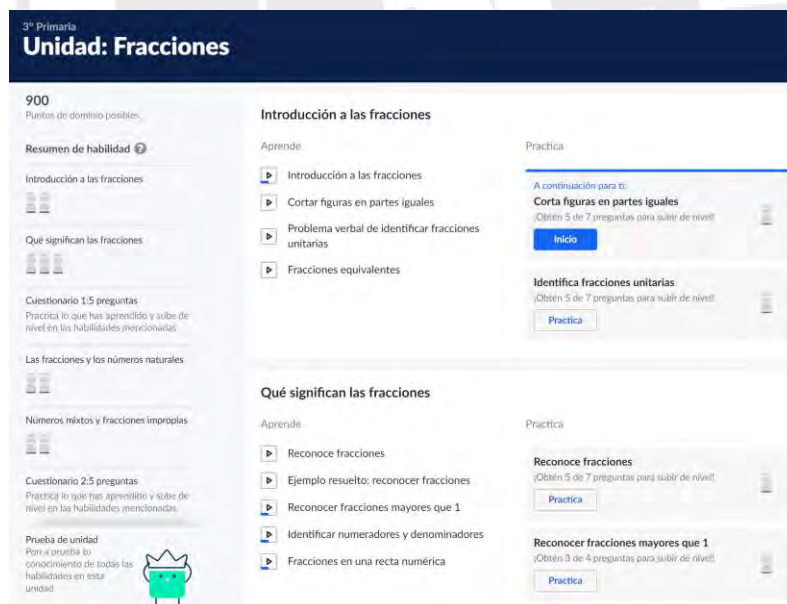 3º Primaria
Unidad: Fracciones
900
Puntos de dominio posibles
Resumen de habilidad
Introducción a las fracciones
Qué significan las fracciones
Cuestionario 1:5 preguntas
Practica lo que has aprendido y sube de
nivel en las habilidades mencionadas
Las fracciones y los números naturales
Números mixtos y fracciones impropias
Cuestionario 2:5 preguntas
Practica lo que has aprendido y sube de
nivel en las habilidades mencionadas
Prueba de unidad
Pon a prueba tu
conocimiento de todas las
habilidades en esta
unidad
Introducción a las fracciones
Aprende
Introducción a las fracciones
Cortar figuras en partes iguales
Problema verbal de identificar fracciones
unitarias
Fracciones equivalentes
Practica
A continuación para ti:
Corta figuras en partes iguales
¡Obtén 5 de 7 preguntas para subir de nivel!
Inicio
Identifica fracciones unitarias
¡Obtén 5 de 7 preguntas para subir de nivel!
Practica
Qué significan las fracciones
Aprende
Reconoce fracciones
Ejemplo resuelto: reconocer fracciones
Reconocer fracciones mayores que 1
Identificar numeradores y denominadores
Fracciones en una recta numérica
Practica
Reconoce fracciones
¡Obtén 5 de 7 preguntas para subir de nivel!
Practica
Reconocer fracciones mayores que 1
¡Obtén 3 de 4 preguntas para subir de nivel!
Practica